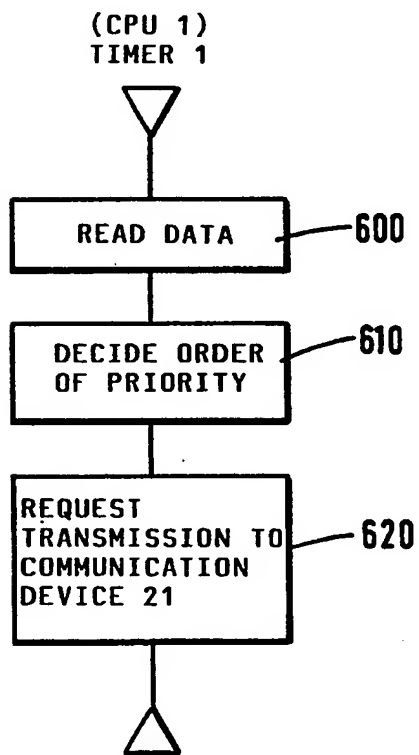 (CPU 1)
TIMER 1
READ DATA
600
DECIDE ORDER
OF PRIORITY
610
REQUEST
TRANSMISSION TO
COMMUNICATION
DEVICE 21
620